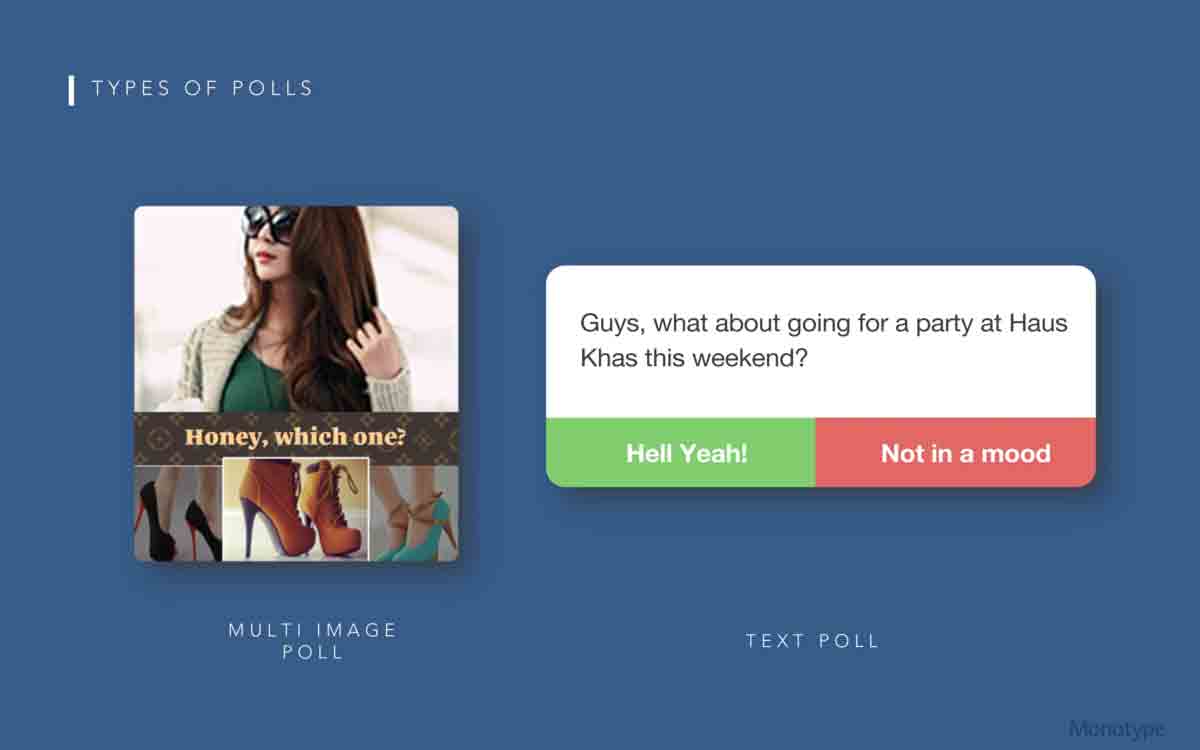 TYPES OF POLLS
Honey, which one?
MULTI IMAGE
POLL
Guys, what about going for a party at Haus
Khas this weekend?
Hell Yeah!
Not in a mood
TEXT POLL
Monotype